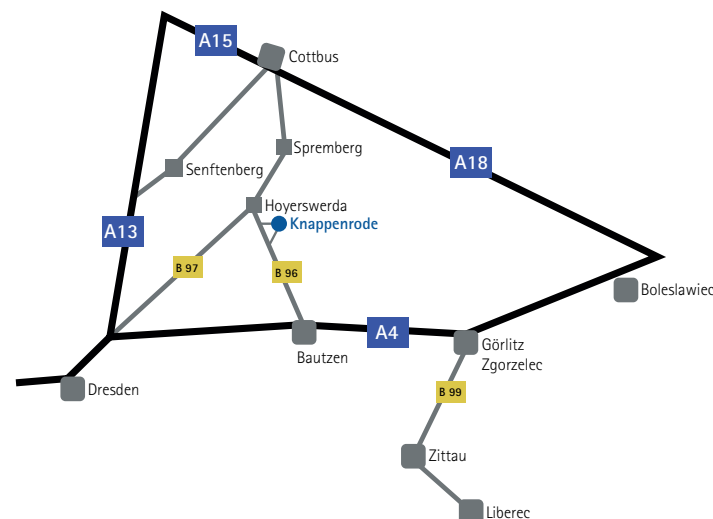 A15
Cottbus
Spremberg
A18
Senftenberg
Hoyerswerda
Knappenrode
A13
B 97
B 96
Boleslawiec
A4
Görlitz
Zgorzelec
Bautzen
Dresden
B 99
Zittau
Liberec